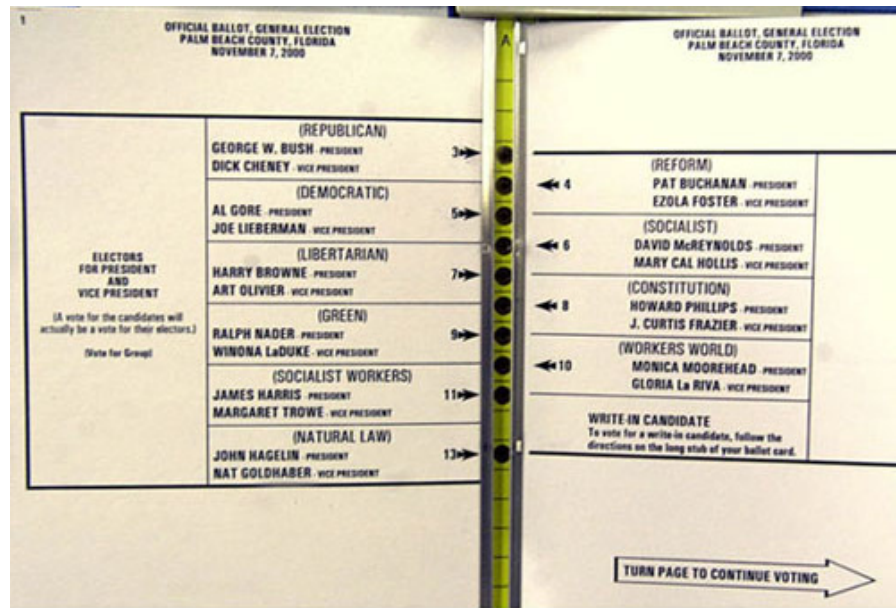 1
OFFICIAL BALLOT, GENERAL ELECTION
PALM BEACH COUNTY, FLORIDA
NOVEMBER 7, 2000
ELECTORS
FOR PRESIDENT
AND
VICE PRESIDENT
(A vote for the candidates will
actually be a vote for their electors.)
(Vote for Group)
(REPUBLICAN)
GEORGE W. BUSH - PRESIDENT
DICK CHENEY - VICE PRESIDENT
3
(DEMOCRATIC)
AL GORE - PRESIDENT
JOE LIEBERMAN - VICE PRESIDENT
5
(LIBERTARIAN)
HARRY BROWNE - PRESIDENT
ART OLIVIER - VICE PRESIDENT
7
(GREEN)
RALPH NADER - PRESIDENT
WINONA LaDUKE - VICE PRESIDENT
9
(SOCIALIST WORKERS)
JAMES HARRIS - PRESIDENT
MARGARET TROWE - VICE PRESIDENT
11
(NATURAL LAW)
JOHN HAGELIN - PRESIDENT
NAT GOLDHABER - VICE PRESIDENT
13
A
OFFICIAL BALLOT, GENERAL ELECTION
PALM BEACH COUNTY, FLORIDA
NOVEMBER 7, 2000
(REFORM)
4 PAT BUCHANAN - PRESIDENT
EZOLA FOSTER - VICE PRESIDENT
(SOCIALIST)
6 DAVID McREYNOLDS - PRESIDENT
MARY CAL HOLLIS - VICE PRESIDENT
(CONSTITUTION)
8 HOWARD PHILLIPS - PRESIDENT
J. CURTIS FRAZIER - VICE PRESIDENT
(WORKERS WORLD)
10 MONICA MOOREHEAD - PRESIDENT
GLORIA La RIVA - VICE PRESIDENT
WRITE-IN CANDIDATE
To vote for a write-in candidate, follow the
directions on the long stub of your ballot card.
TURN PAGE TO CONTINUE VOTING